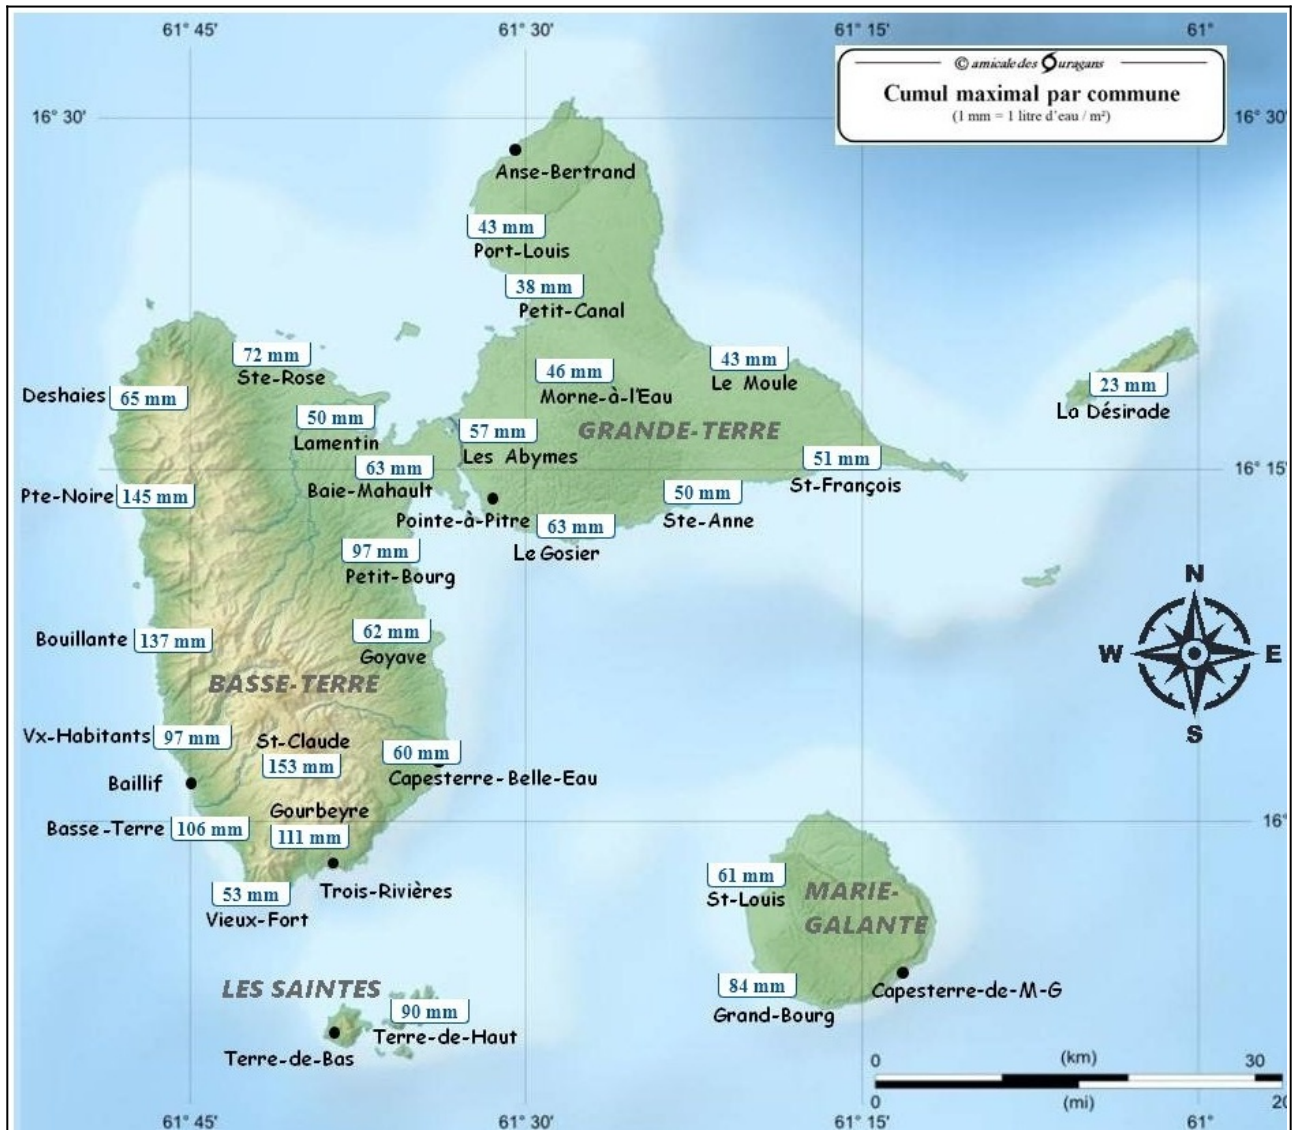 61° 45'
61° 30'
61° 15'
61°
© amicale des Ouragans
Cumul maximal par commune
(1 mm = 1 litre d'eau / m²)
16° 30'
16° 30'
Anse-Bertrand
43 mm
Port-Louis
38 mm
Petit-Canal
72 mm
Ste-Rose
43 mm
Le Moule
46 mm
Morne-à-l'Eau
Deshaies
65 mm
23 mm
La Désirade
50 mm
Lamentin
57 mm
Les Abymes
GRANDE-TERRE
63 mm
Baie-Mahault
51 mm
St-François
16° 15'
Pte-Noire
145 mm
50 mm
Ste-Anne
Pointe-à-Pitre
63 mm
Le Gosier
97 mm
Petit-Bourg
N
W
E
S
Bouillante
137 mm
62 mm
Goyave
BASSE-TERRE
Vx-Habitants
97 mm
St-Claude
153 mm
60 mm
Capesterre-Belle-Eau
Baillif
Gourbeyre
111 mm
Basse-Terre
106 mm
16°
Trois-Rivières
53 mm
Vieux-Fort
61 mm
St-Louis
MARIE-
GALANTE
LES SAINTES
84 mm
Grand-Bourg
Capesterre-de-M-G
90 mm
Terre-de-Haut
Terre-de-Bas
0
(km)
30
0
(mi)
20
61° 45'
61° 30'
61° 15'
61°